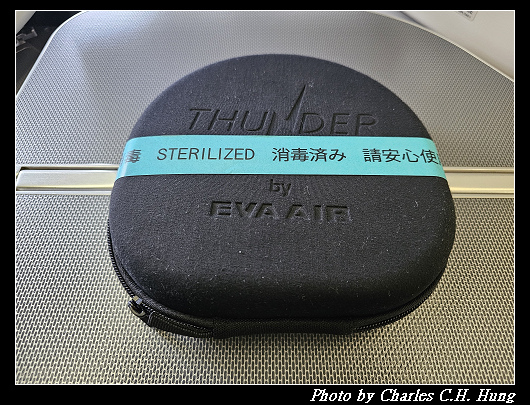 THUNDER
毒 STERILIZED 消毒済み 請安心使
by
EVA AIR
Photo by Charles C.H. Hung